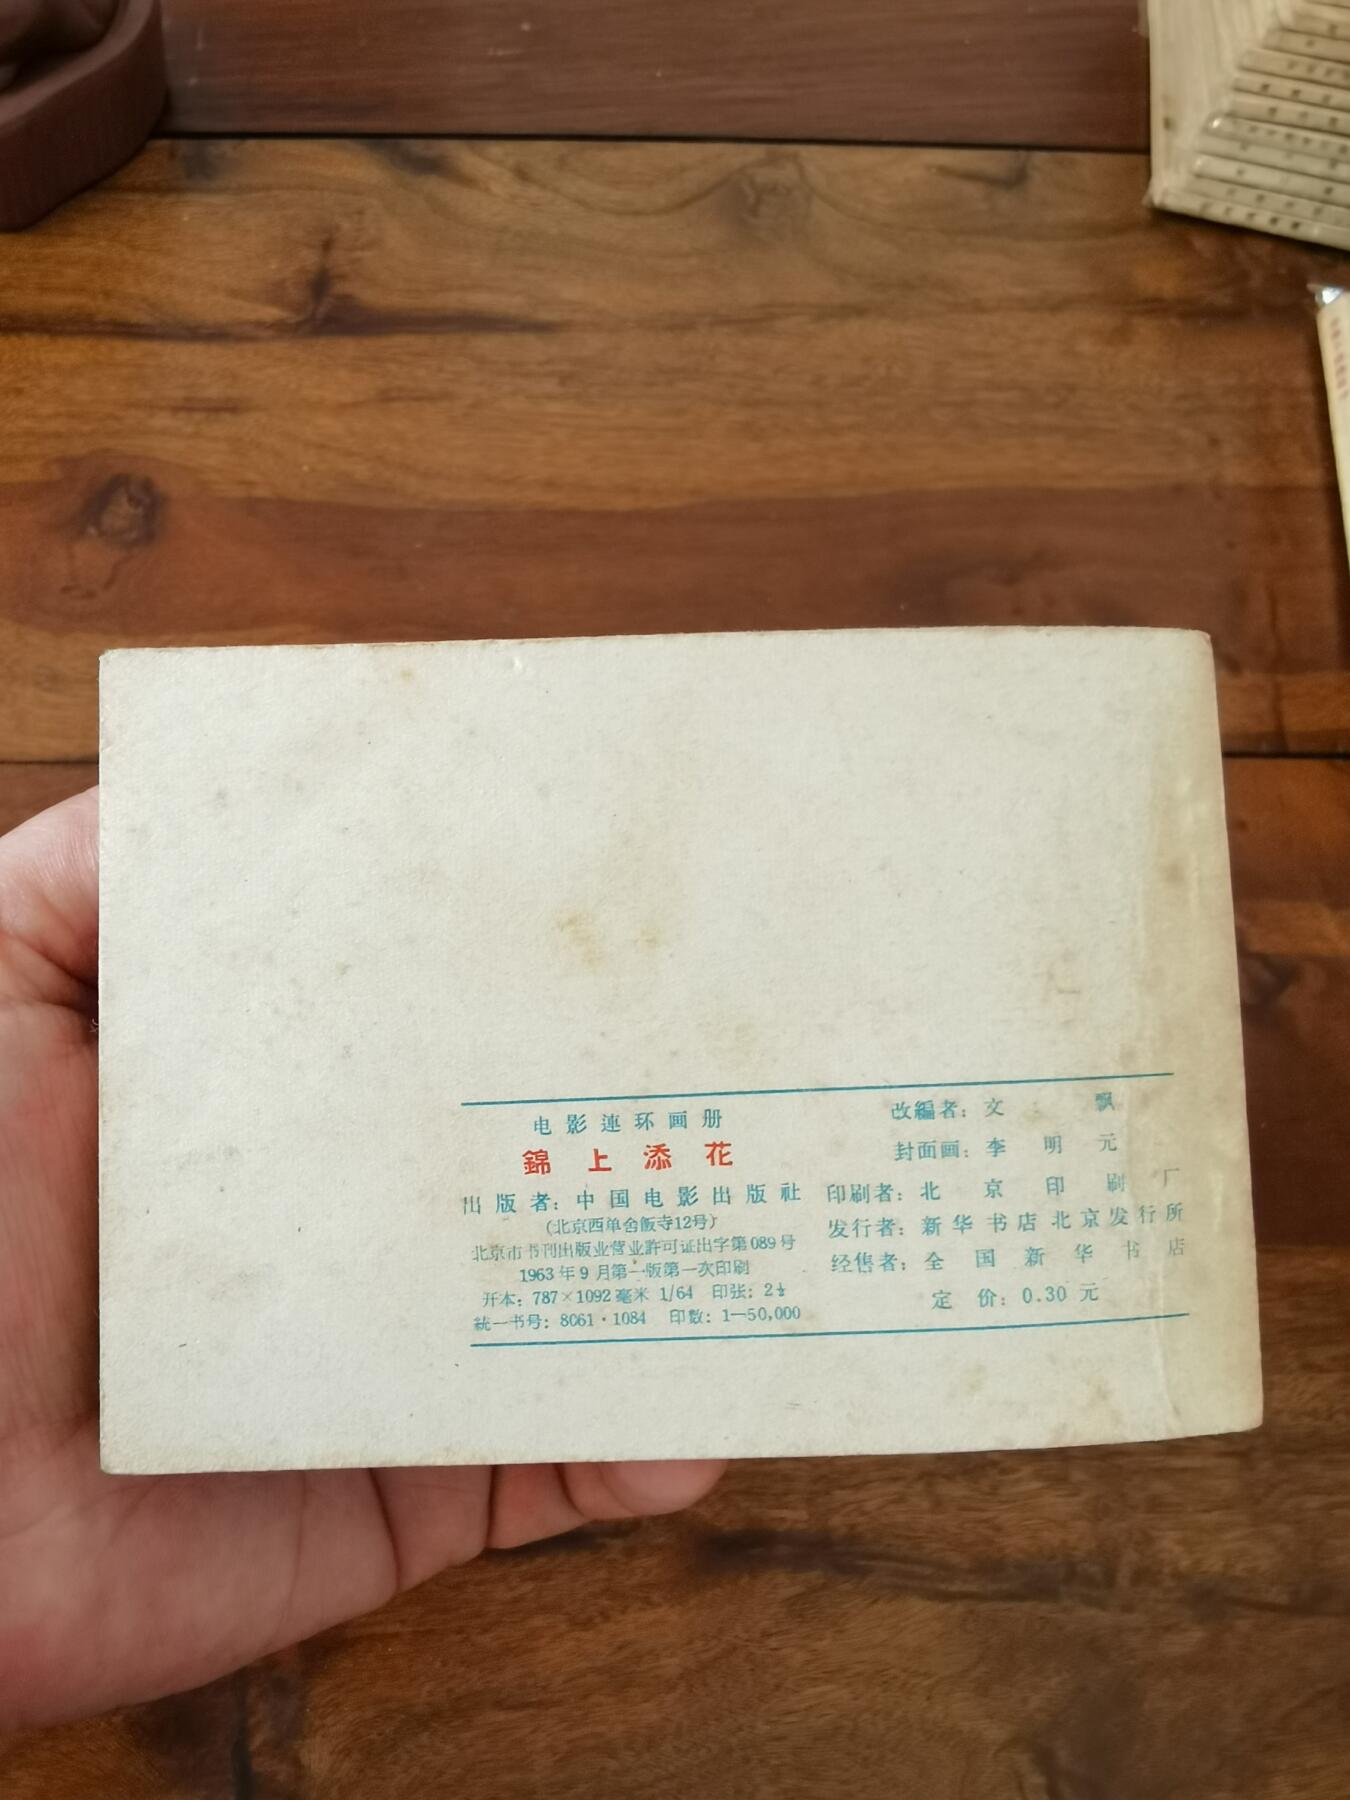 电影連环画册
錦上添花
出版者：中国电影出版社
(北京西单舍飯寺12号)
北京市书刊出版业营业許可证出字第089号
1963年9月第一版第一次印刷
开本：787×1092毫米 1/64 印张：2½
統一书号：8061·1084 印数：1—50,000
改編者：文飘
封面画：李明元
印刷者：北京印刷厂
发行者：新华书店北京发行所
经售者：全国新华书店
定价：0.30元